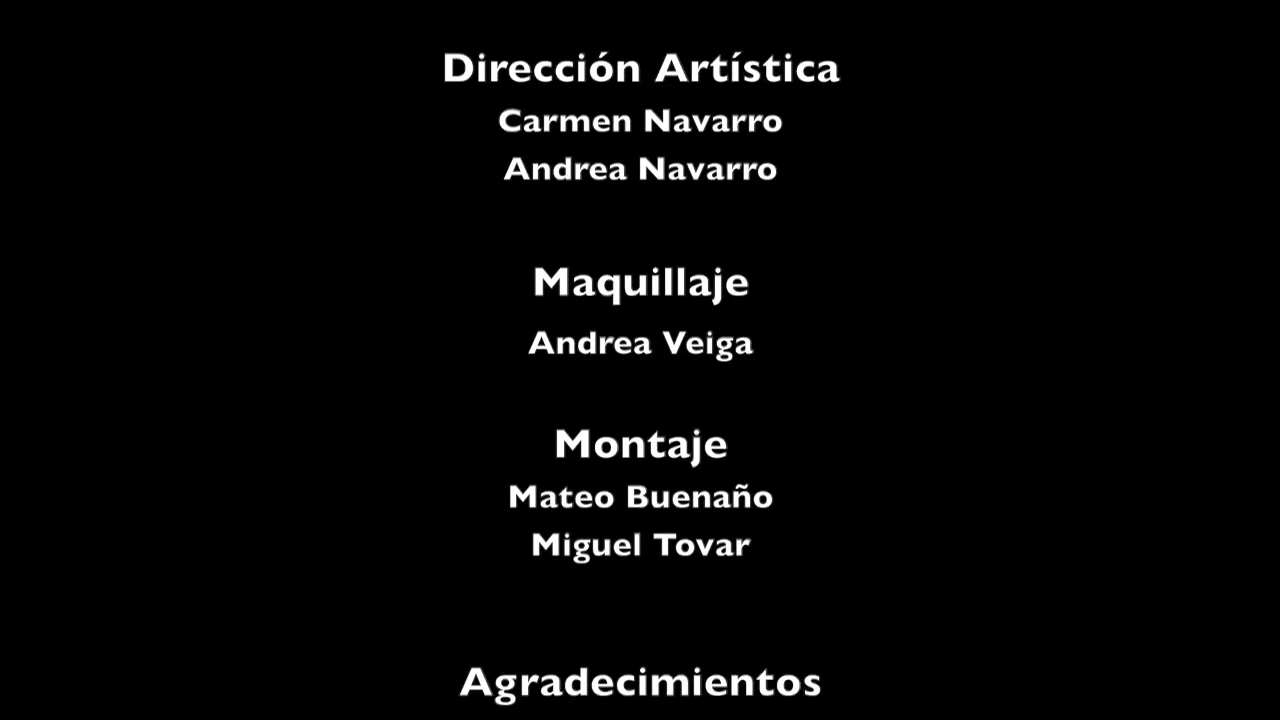 Dirección Artística
Carmen Navarro
Andrea Navarro
Maquillaje
Andrea Veiga
Montaje
Mateo Buenaño
Miguel Tovar
Agradecimientos